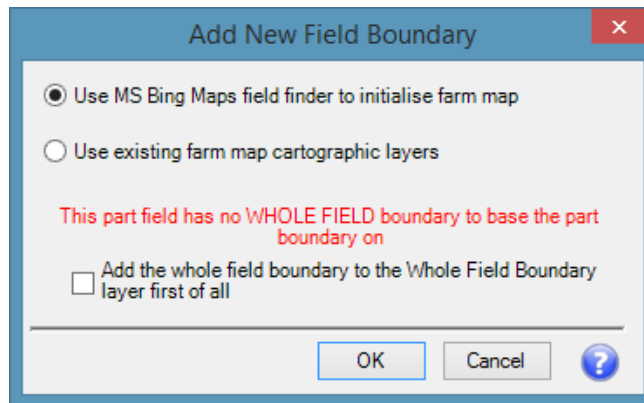 Add New Field Boundary
Use MS Bing Maps field finder to initialise farm map
Use existing farm map cartographic layers
This part field has no WHOLE FIELD boundary to base the part
boundary on
Add the whole field boundary to the Whole Field Boundary
layer first of all
OK
Cancel
?